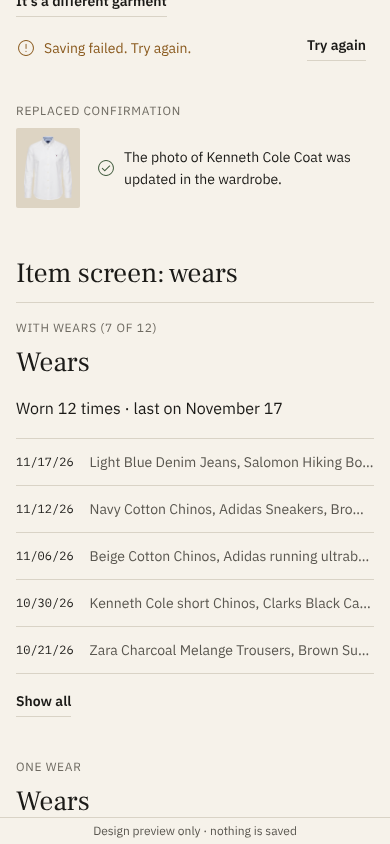 It's a different garment
Saving failed. Try again.
Try again
REPLACED CONFIRMATION
The photo of Kenneth Cole Coat was
updated in the wardrobe.
Item screen: wears
WITH WEARS (7 OF 12)
Wears
Worn 12 times · last on November 17
11/17/26 Light Blue Denim Jeans, Salomon Hiking Bo...
11/12/26 Navy Cotton Chinos, Adidas Sneakers, Bro...
11/06/26 Beige Cotton Chinos, Adidas running ultrab...
10/30/26 Kenneth Cole short Chinos, Clarks Black Ca...
10/21/26 Zara Charcoal Melange Trousers, Brown Su...
Show all
ONE WEAR
Wears
Design preview only · nothing is saved